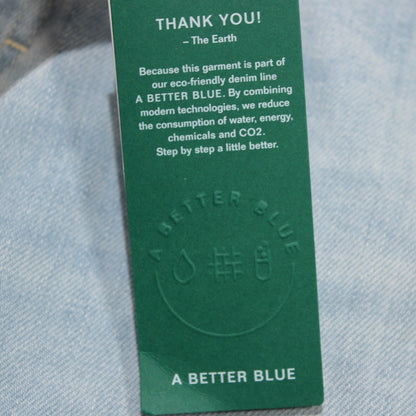 THANK YOU!
– The Earth
Because this garment is part of
our eco-friendly denim line
A BETTER BLUE. By combining
modern technologies, we reduce
the consumption of water, energy,
chemicals and CO2.
Step by step a little better.
A BETTER BLUE
A BETTER BLUE